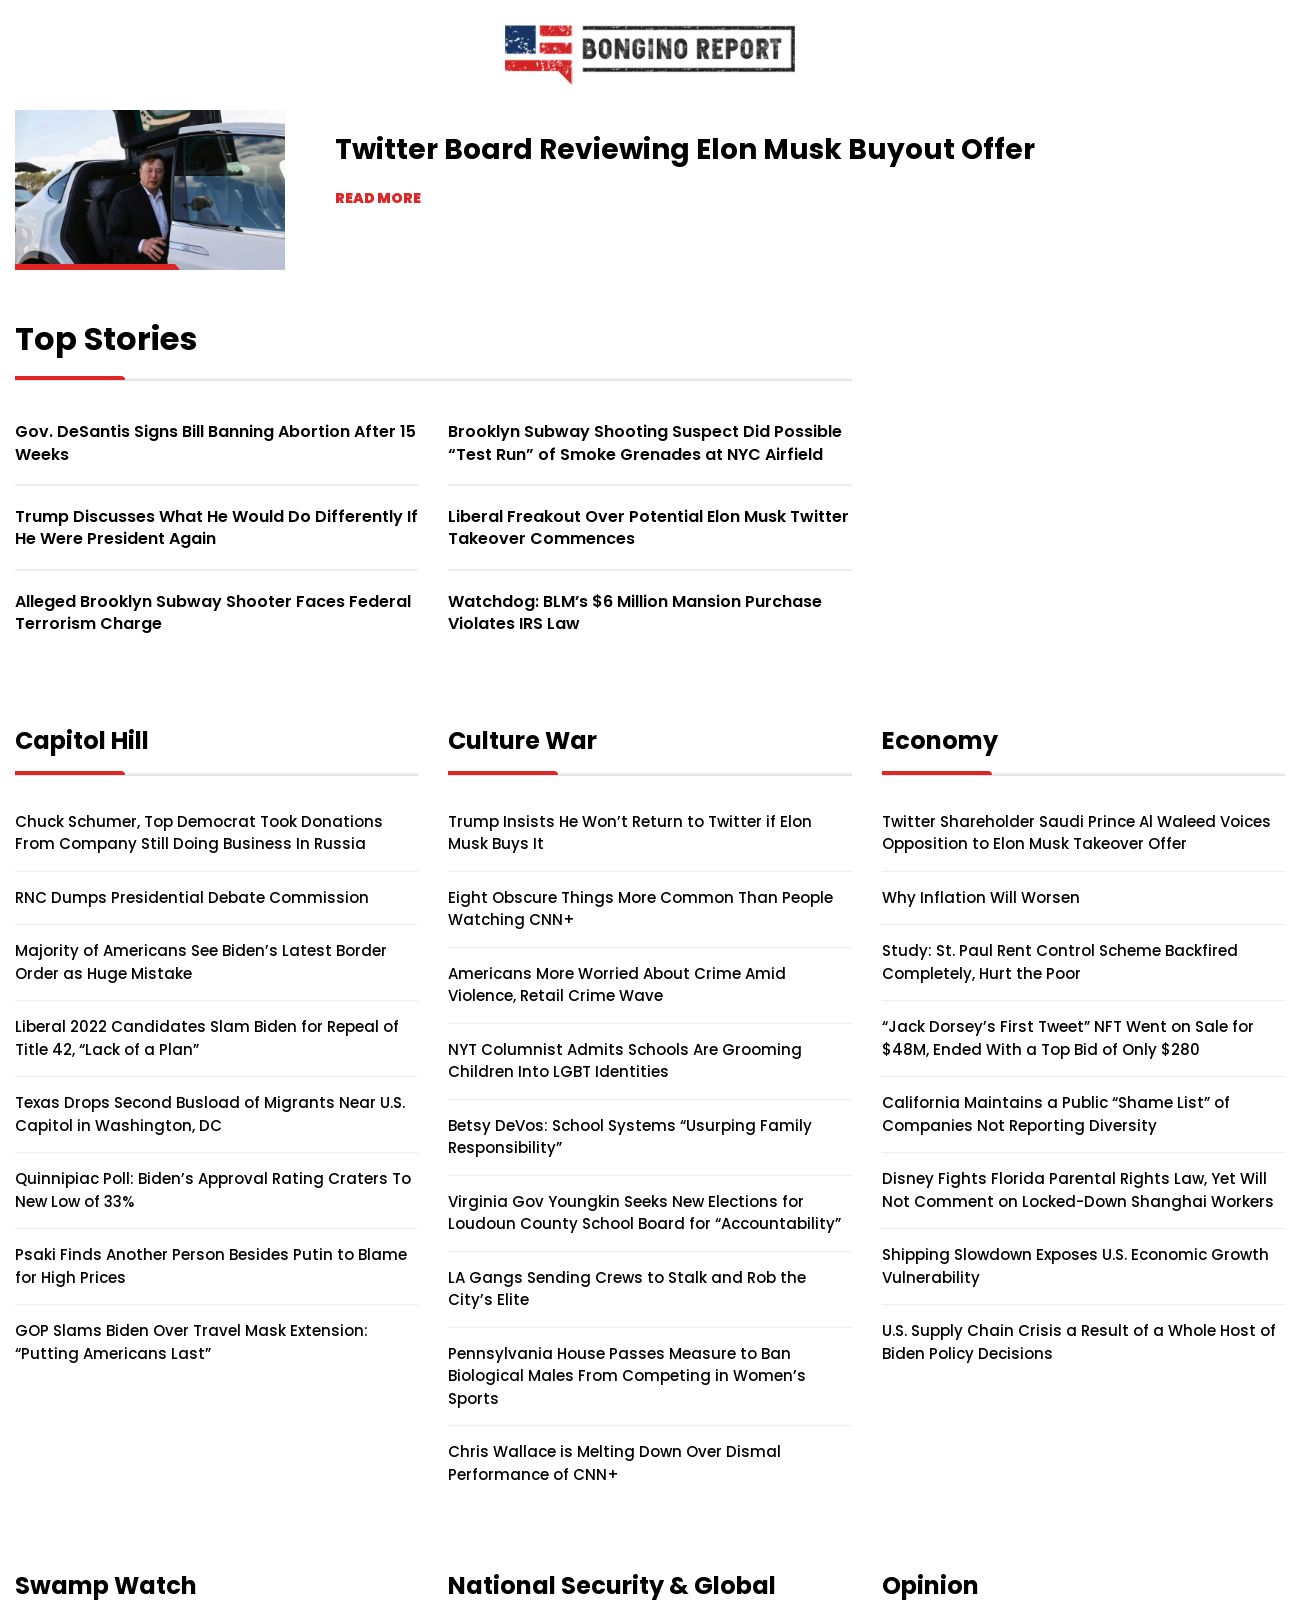 BONGINO REPORT
Twitter Board Reviewing Elon Musk Buyout Offer
READ MORE
Top Stories
Gov. DeSantis Signs Bill Banning Abortion After 15
Weeks
Trump Discusses What He Would Do Differently If
He Were President Again
Alleged Brooklyn Subway Shooter Faces Federal
Terrorism Charge
Brooklyn Subway Shooting Suspect Did Possible
“Test Run” of Smoke Grenades at NYC Airfield
Liberal Freakout Over Potential Elon Musk Twitter
Takeover Commences
Watchdog: BLM’s $6 Million Mansion Purchase
Violates IRS Law
Capitol Hill
Chuck Schumer, Top Democrat Took Donations
From Company Still Doing Business In Russia
RNC Dumps Presidential Debate Commission
Majority of Americans See Biden’s Latest Border
Order as Huge Mistake
Liberal 2022 Candidates Slam Biden for Repeal of
Title 42, “Lack of a Plan”
Texas Drops Second Busload of Migrants Near U.S.
Capitol in Washington, DC
Quinnipiac Poll: Biden’s Approval Rating Craters To
New Low of 33%
Psaki Finds Another Person Besides Putin to Blame
for High Prices
GOP Slams Biden Over Travel Mask Extension:
“Putting Americans Last”
Culture War
Trump Insists He Won’t Return to Twitter if Elon
Musk Buys It
Eight Obscure Things More Common Than People
Watching CNN+
Americans More Worried About Crime Amid
Violence, Retail Crime Wave
NYT Columnist Admits Schools Are Grooming
Children Into LGBT Identities
Betsy DeVos: School Systems “Usurping Family
Responsibility”
Virginia Gov Youngkin Seeks New Elections for
Loudoun County School Board for “Accountability”
LA Gangs Sending Crews to Stalk and Rob the
City’s Elite
Pennsylvania House Passes Measure to Ban
Biological Males From Competing in Women’s
Sports
Chris Wallace is Melting Down Over Dismal
Performance of CNN+
Economy
Twitter Shareholder Saudi Prince Al Waleed Voices
Opposition to Elon Musk Takeover Offer
Why Inflation Will Worsen
Study: St. Paul Rent Control Scheme Backfired
Completely, Hurt the Poor
“Jack Dorsey’s First Tweet” NFT Went on Sale for
$48M, Ended With a Top Bid of Only $280
California Maintains a Public “Shame List” of
Companies Not Reporting Diversity
Disney Fights Florida Parental Rights Law, Yet Will
Not Comment on Locked-Down Shanghai Workers
Shipping Slowdown Exposes U.S. Economic Growth
Vulnerability
U.S. Supply Chain Crisis a Result of a Whole Host of
Biden Policy Decisions
Swamp Watch
National Security & Global
Opinion